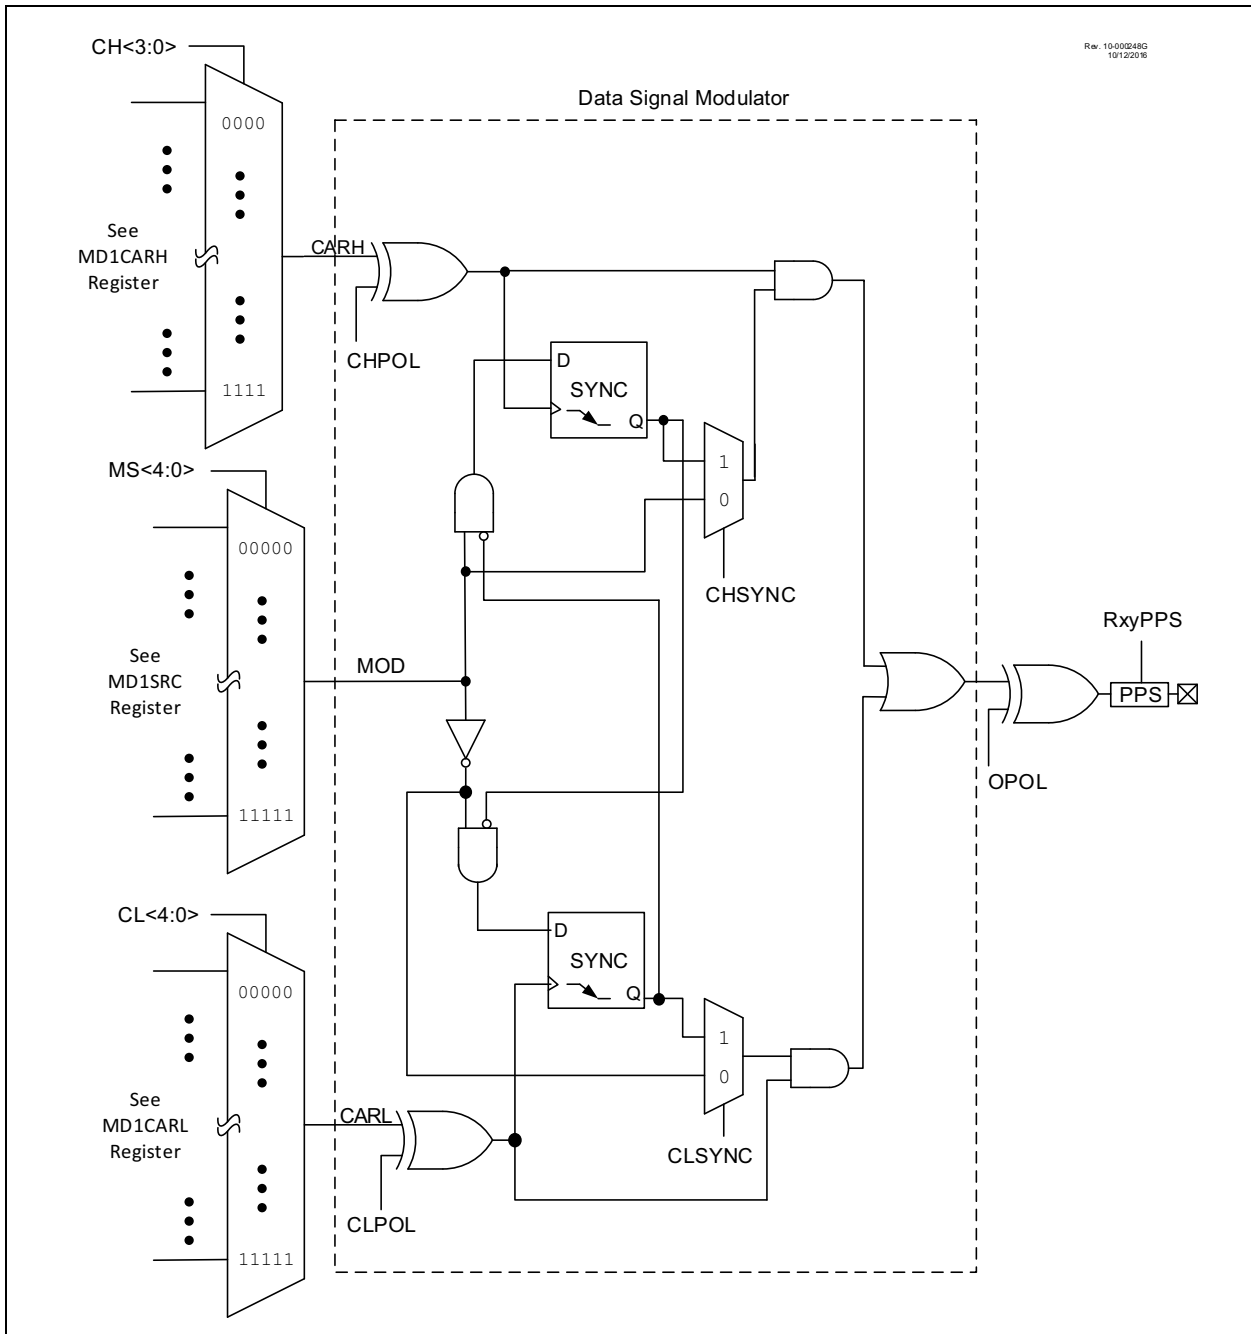 Rev. 10-000248G
10/12/2016
CH<3:0>
Data Signal Modulator
0000
See
MD1CARH
Register
CARH
CHPOL
1111
D
SYNC
Q
1
0
CHSYNC
MS<4:0>
00000
See
MD1SRC
Register
MOD
11111
RxyPPS
PPS
OPOL
CL<4:0>
00000
D
SYNC
Q
1
0
CLSYNC
See
MD1CARL
Register
CARL
CLPOL
11111